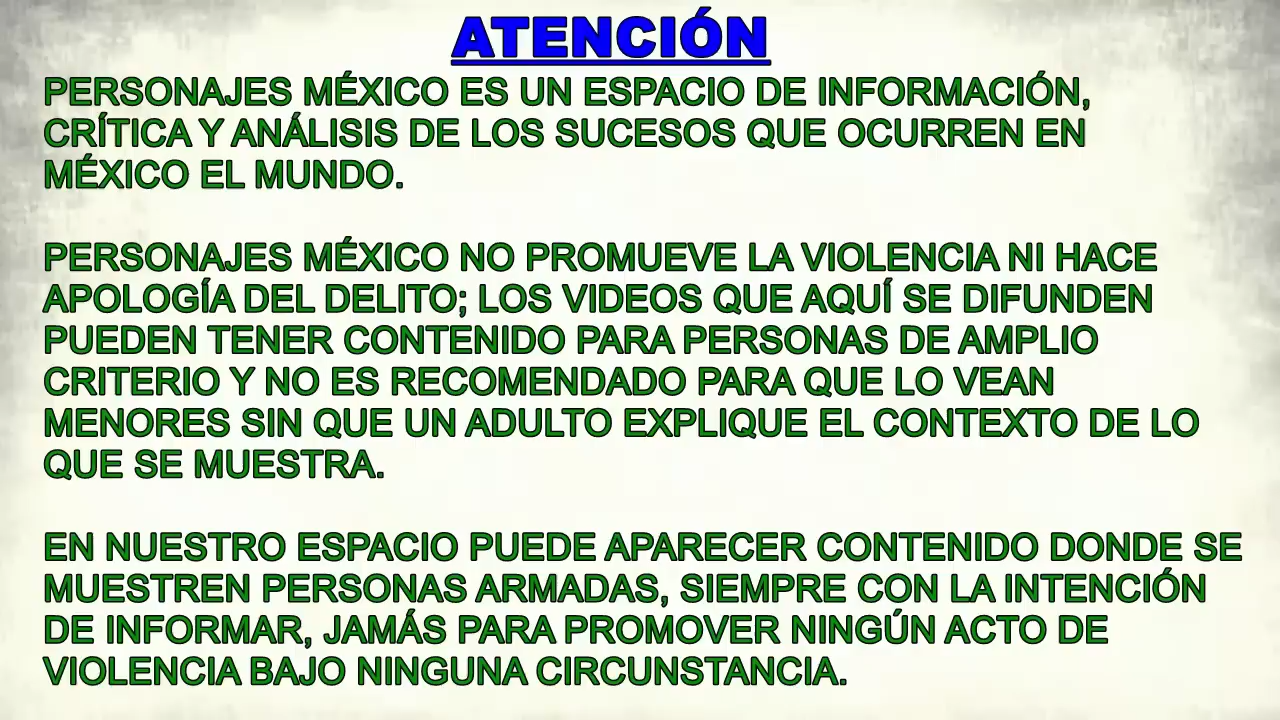 ATENCIÓN
PERSONAJES MÉXICO ES UN ESPACIO DE INFORMACIÓN,
CRÍTICA Y ANÁLISIS DE LOS SUCESOS QUE OCURREN EN
MÉXICO EL MUNDO.
PERSONAJES MÉXICO NO PROMUEVE LA VIOLENCIA NI HACE
APOLOGÍA DEL DELITO; LOS VIDEOS QUE AQUÍ SE DIFUNDEN
PUEDEN TENER CONTENIDO PARA PERSONAS DE AMPLIO
CRITERIO Y NO ES RECOMENDADO PARA QUE LO VEAN
MENORES SIN QUE UN ADULTO EXPLIQUE EL CONTEXTO DE LO
QUE SE MUESTRA.
EN NUESTRO ESPACIO PUEDE APARECER CONTENIDO DONDE SE
MUESTREN PERSONAS ARMADAS, SIEMPRE CON LA INTENCIÓN
DE INFORMAR, JAMÁS PARA PROMOVER NINGÚN ACTO DE
VIOLENCIA BAJO NINGUNA CIRCUNSTANCIA.